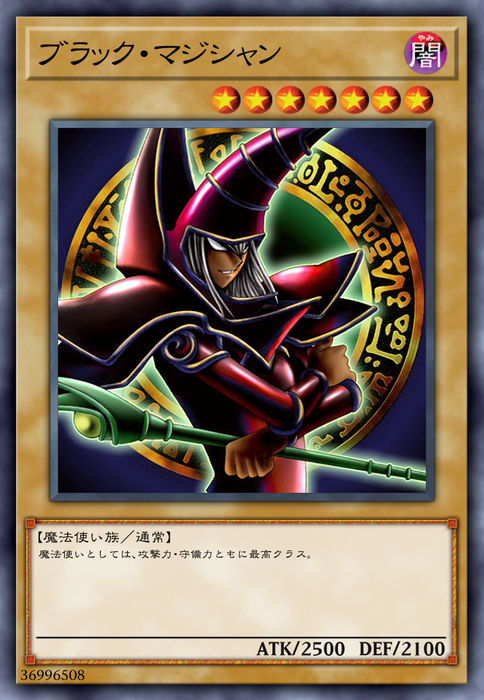 ブラック・マジシャン
やみ
闇
【魔法使い族／通常】
魔法使いとしては、攻撃力・守備力ともに最高クラス。
ATK/2500 DEF/2100
36996508